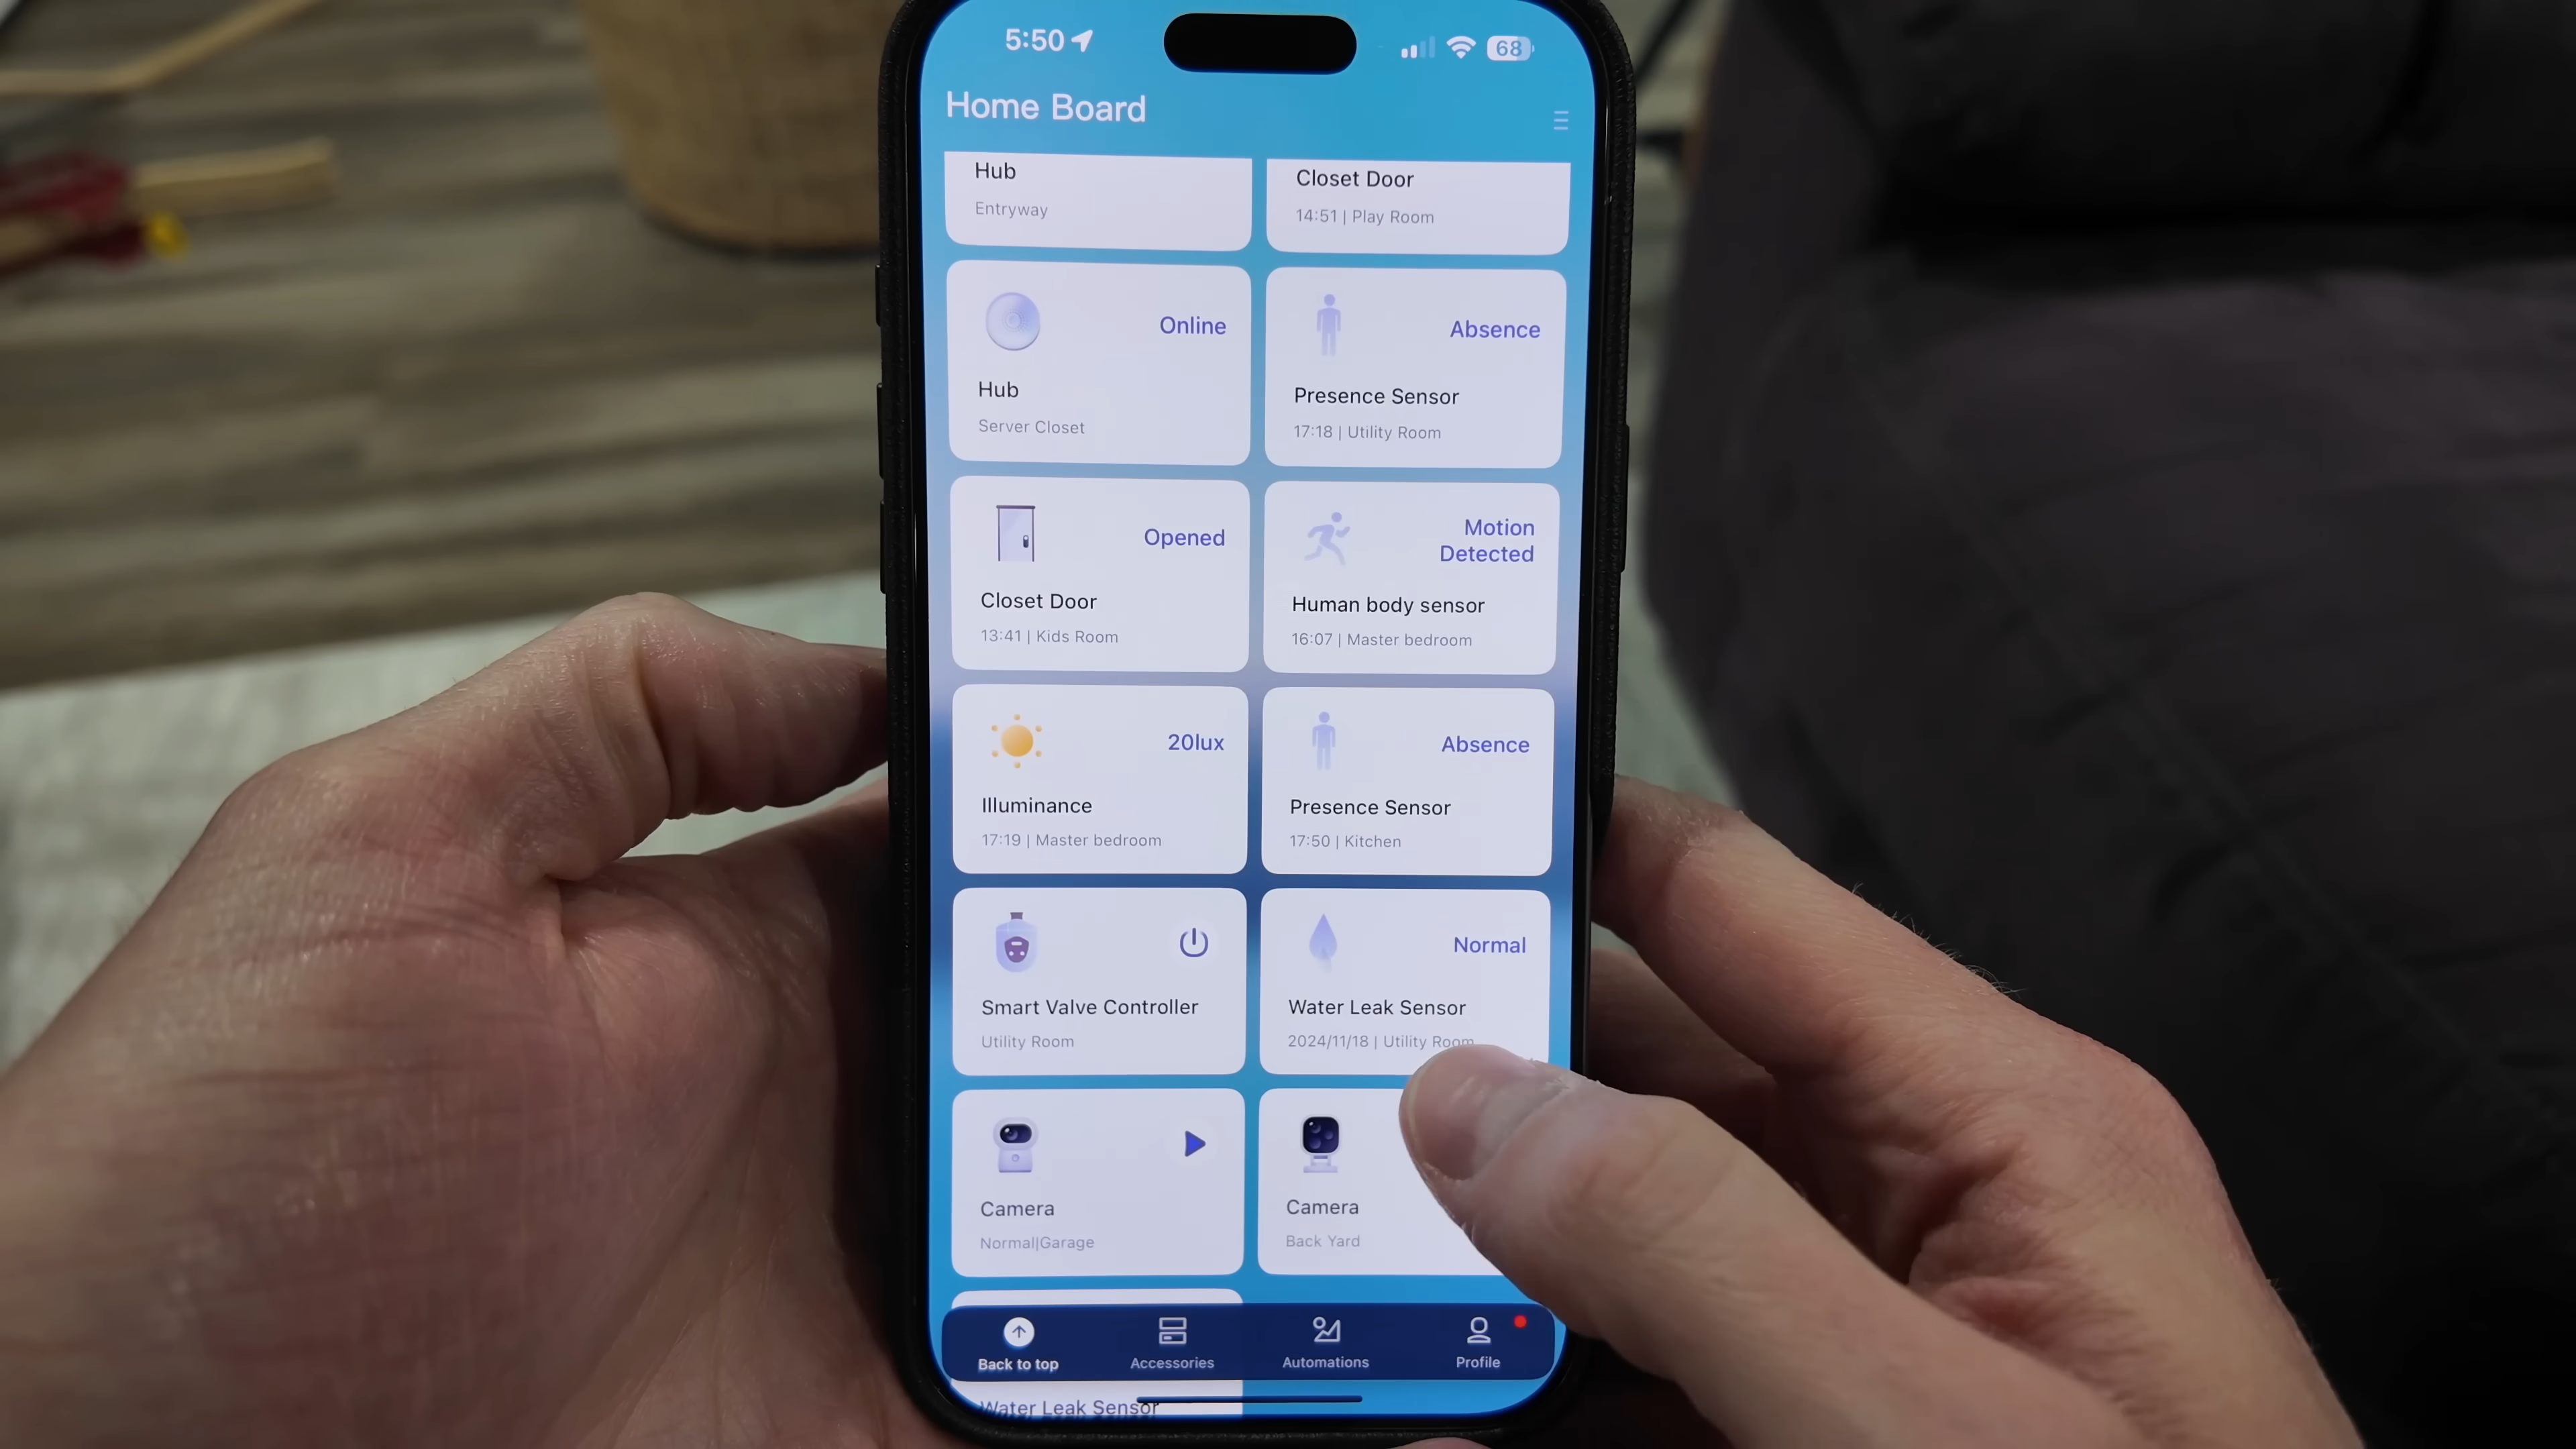 5:50
68
Home Board
Hub
Entryway
Closet Door
14:51 | Play Room
Online
Hub
Server Closet
Absence
Presence Sensor
17:18 | Utility Room
Opened
Closet Door
13:41 | Kids Room
Motion
Detected
Human body sensor
16:07 | Master bedroom
20lux
Illuminance
17:19 | Master bedroom
Absence
Presence Sensor
17:50 | Kitchen
Smart Valve Controller
Utility Room
Normal
Water Leak Sensor
2024/11/18 | Utility Room
Camera
Normal|Garage
Camera
Back Yard
Back to top
Accessories
Automations
Profile
Water Leak Sensor